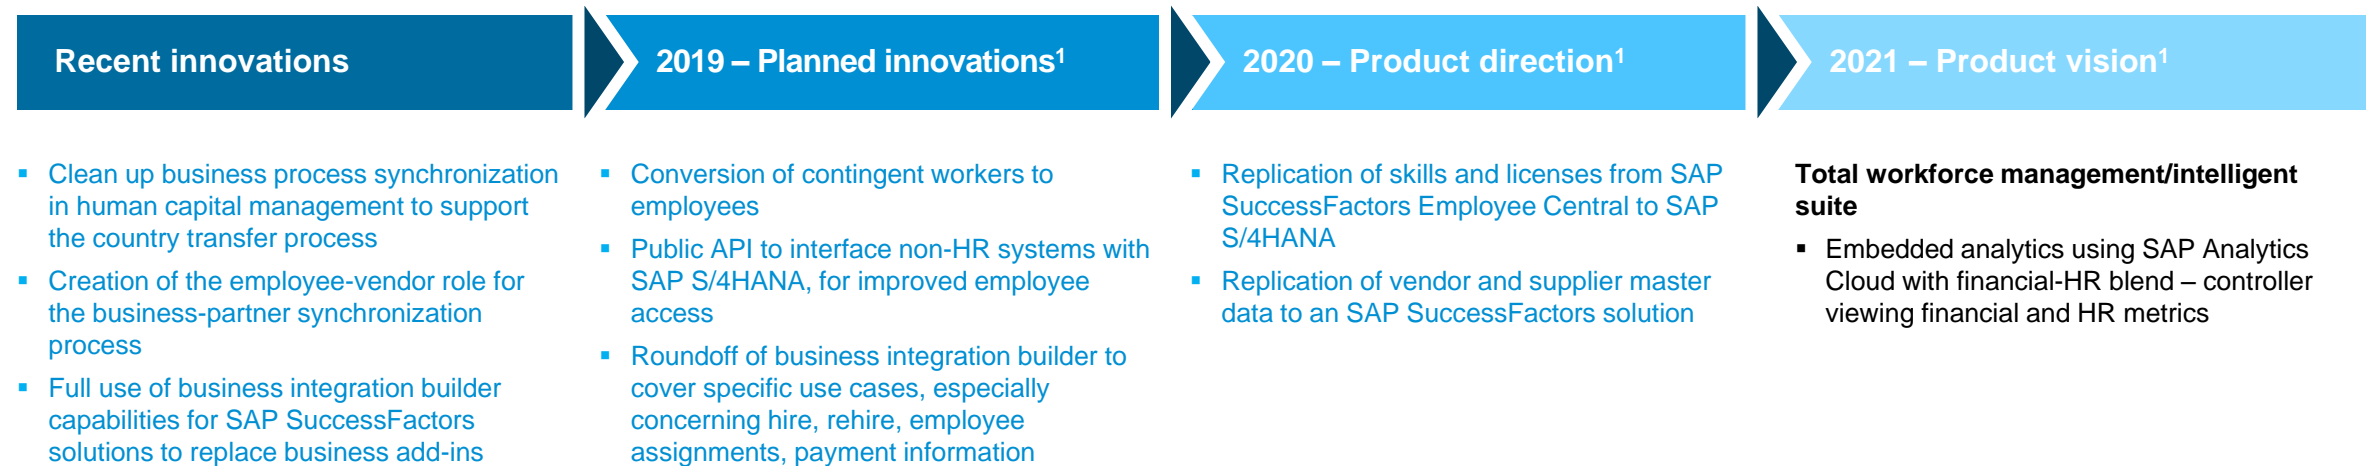 Recent innovations
2019 – Planned innovations¹
2020 – Product direction¹
2021 – Product vision¹
▪ Clean up business process synchronization
in human capital management to support
the country transfer process
▪ Creation of the employee-vendor role for
the business-partner synchronization
process
▪ Full use of business integration builder
capabilities for SAP SuccessFactors
solutions to replace business add-ins
▪ Conversion of contingent workers to
employees
▪ Public API to interface non-HR systems with
SAP S/4HANA, for improved employee
access
▪ Roundoff of business integration builder to
cover specific use cases, especially
concerning hire, rehire, employee
assignments, payment information
▪ Replication of skills and licenses from SAP
SuccessFactors Employee Central to SAP
S/4HANA
▪ Replication of vendor and supplier master
data to an SAP SuccessFactors solution
Total workforce management/intelligent
suite
▪ Embedded analytics using SAP Analytics
Cloud with financial-HR blend – controller
viewing financial and HR metrics